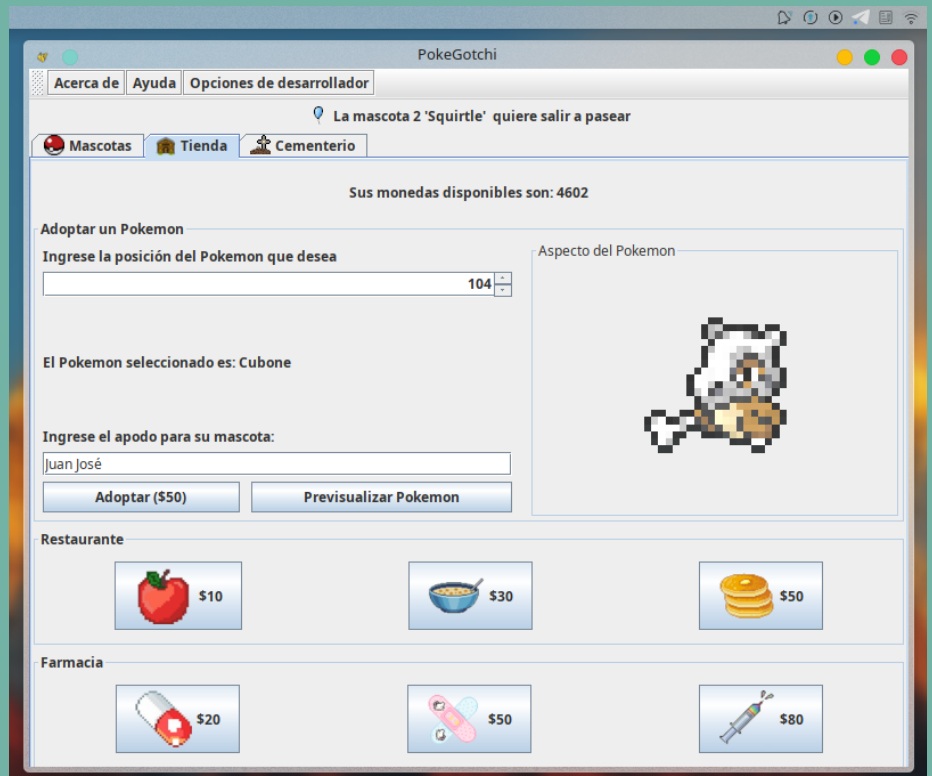 PokeGotchi
Acerca de Ayuda Opciones de desarrollador
La mascota 2 'Squirtle' quiere salir a pasear
Mascotas Tienda Cementerio
Sus monedas disponibles son: 4602
Adoptar un Pokemon
Ingrese la posición del Pokemon que desea
104
El Pokemon seleccionado es: Cubone
Ingrese el apodo para su mascota:
Juan José
Adoptar ($50) Previsualizar Pokemon
Aspecto del Pokemon
Restaurante
$10 $30 $50
Farmacia
$20 $50 $80